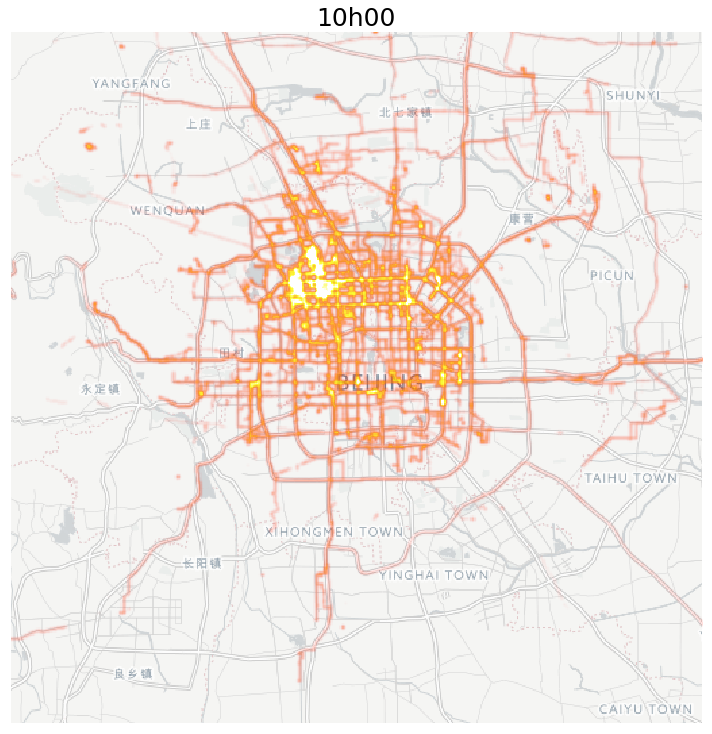 10h00
YANGFANG
SHUNYI
北七家镇
上庄
WENQUAN
康营
PICUN
田村
BEIJING
永定镇
TAIHU TOWN
XIHONGMEN TOWN
长阳镇
YINGHAI TOWN
良乡镇
CAIYU TOWN